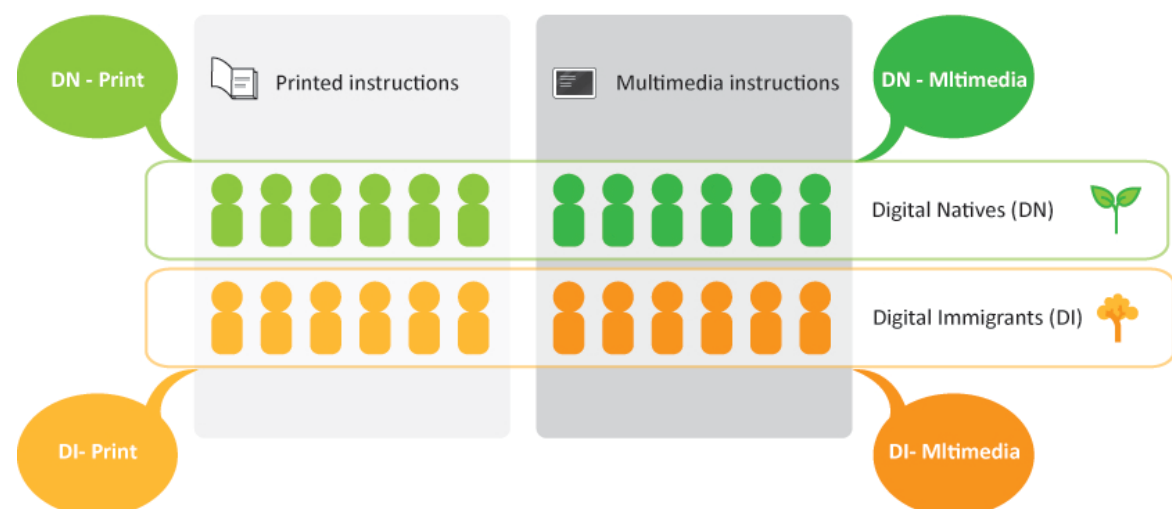 DN - Print
Printed instructions
Multimedia instructions
DN - Mltimedia
Digital Natives (DN)
Digital Immigrants (DI)
DI- Print
DI- Mltimedia